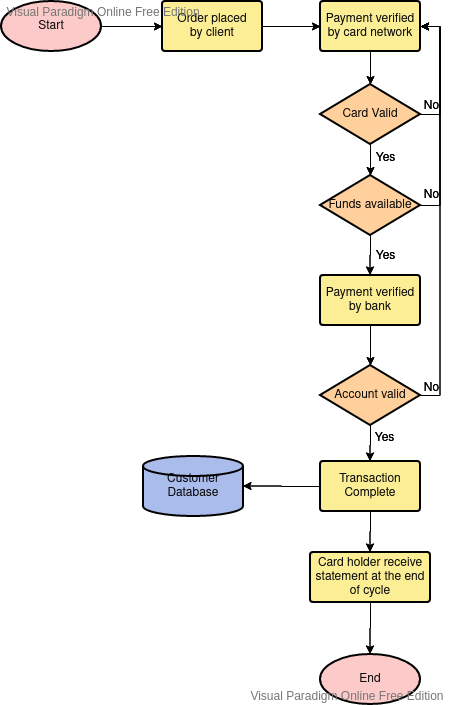 Visual Paradigm Online Free Edition
Start
Order placed
by client
Payment verified
by card network
Card Valid
No
Yes
Funds available
No
Yes
Payment verified
by bank
Account valid
No
Yes
Customer
Database
Transaction
Complete
Card holder receive
statement at the end
of cycle
End
Visual Paradigm Online Free Edition